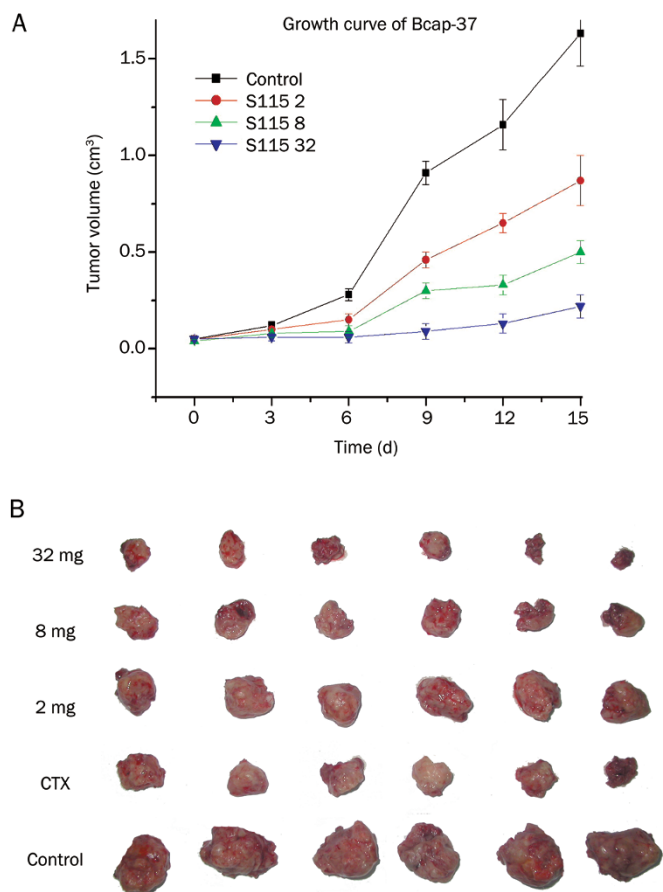 A
Growth curve of Bcap-37
Control
S115 2
S115 8
S115 32
Tumor volume (cm³)
1.5
1.0
0.5
0.0
0
3
6
9
12
15
Time (d)
B
32 mg
8 mg
2 mg
CTX
Control